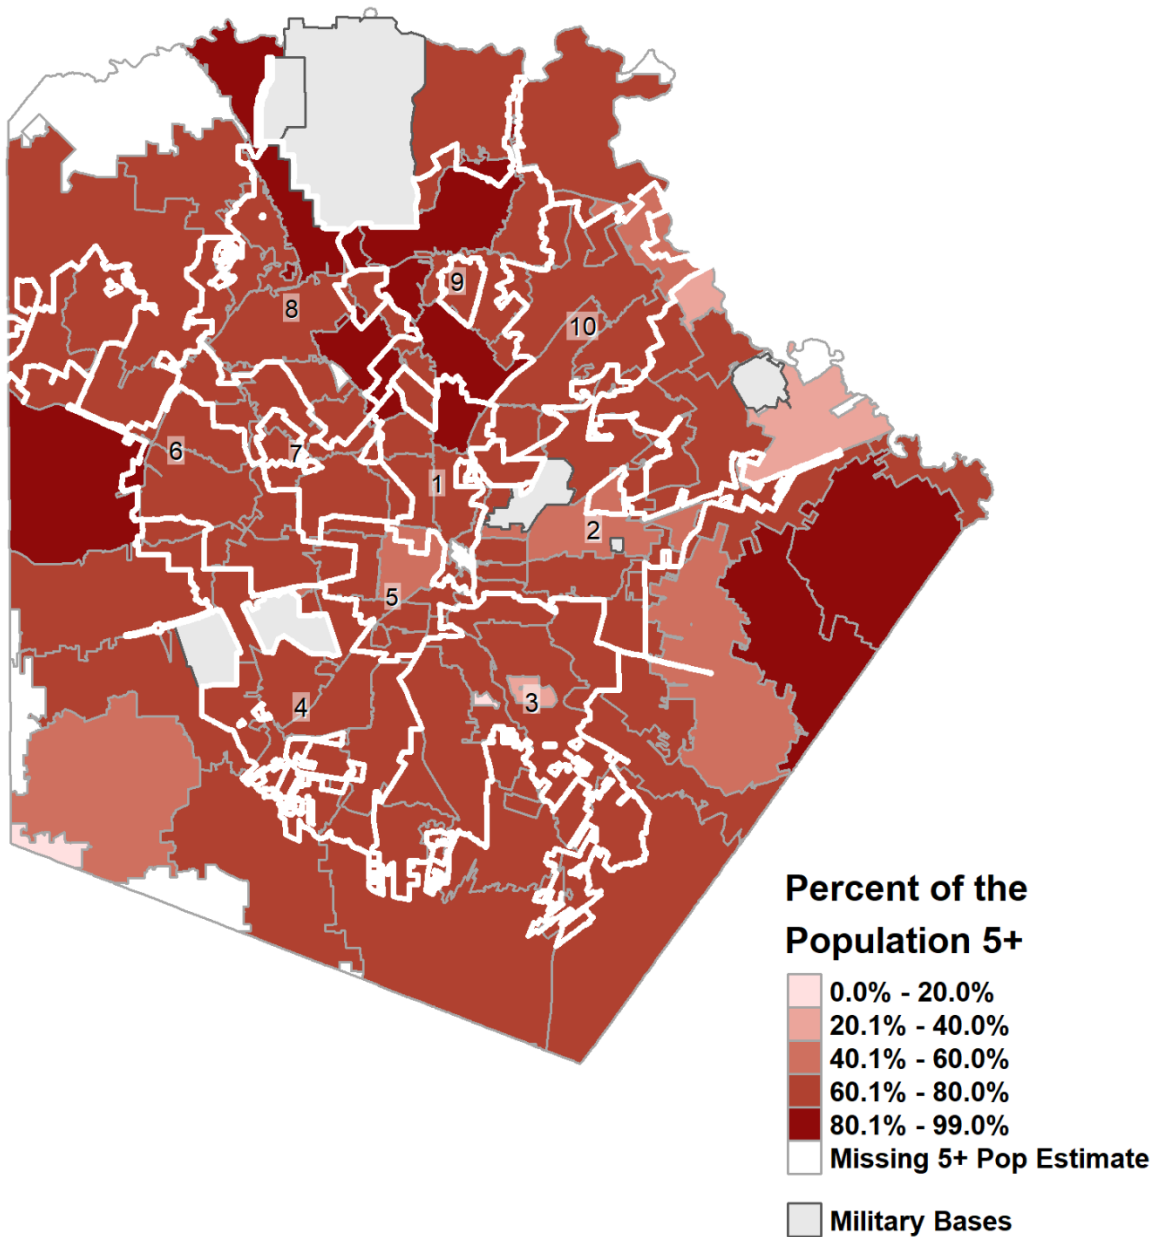 9
8
10
6
7
1
2
5
4
3
Percent of the
Population 5+
0.0% - 20.0%
20.1% - 40.0%
40.1% - 60.0%
60.1% - 80.0%
80.1% - 99.0%
Missing 5+ Pop Estimate
Military Bases